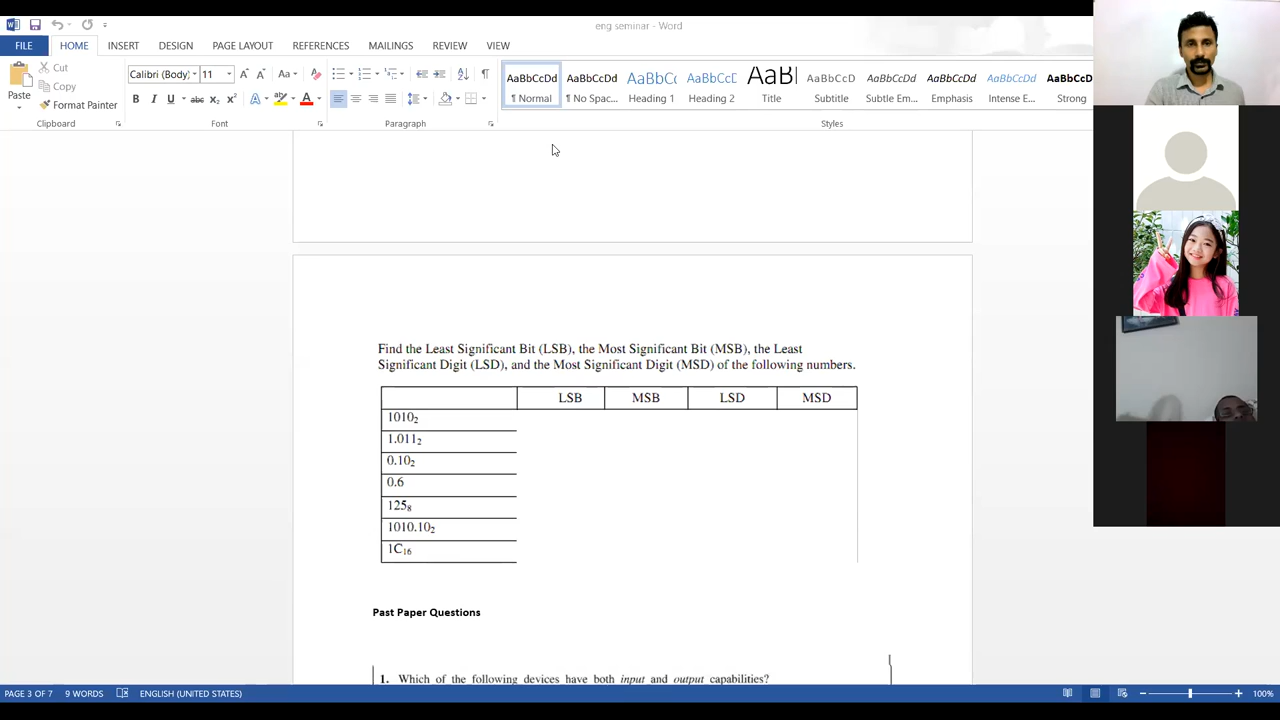 eng seminar - Word
FILE HOME INSERT DESIGN PAGE LAYOUT REFERENCES MAILINGS REVIEW VIEW
Paste
Cut
Copy
Format Painter
Calibri (Body) 11
AaBbCcDd AaBbCcDd AaBbCc AaBbCcD AaBl AaBbCcD AaBbCcDd AaBbCcDd AaBbCcDd AaBbCcDd
¶ Normal ¶ No Spac... Heading 1 Heading 2 Title Subtitle Subtle Em... Emphasis Intense E... Strong
Clipboard Font Paragraph Styles
Find the Least Significant Bit (LSB), the Most Significant Bit (MSB), the Least
Significant Digit (LSD), and the Most Significant Digit (MSD) of the following numbers.
LSB MSB LSD MSD
1010₂
1.011₂
0.10₂
0.6
125₈
1010.10₂
1C₁₆
Past Paper Questions
1. Which of the following devices have both input and output capabilities?
PAGE 3 OF 7 9 WORDS ENGLISH (UNITED STATES) 100%